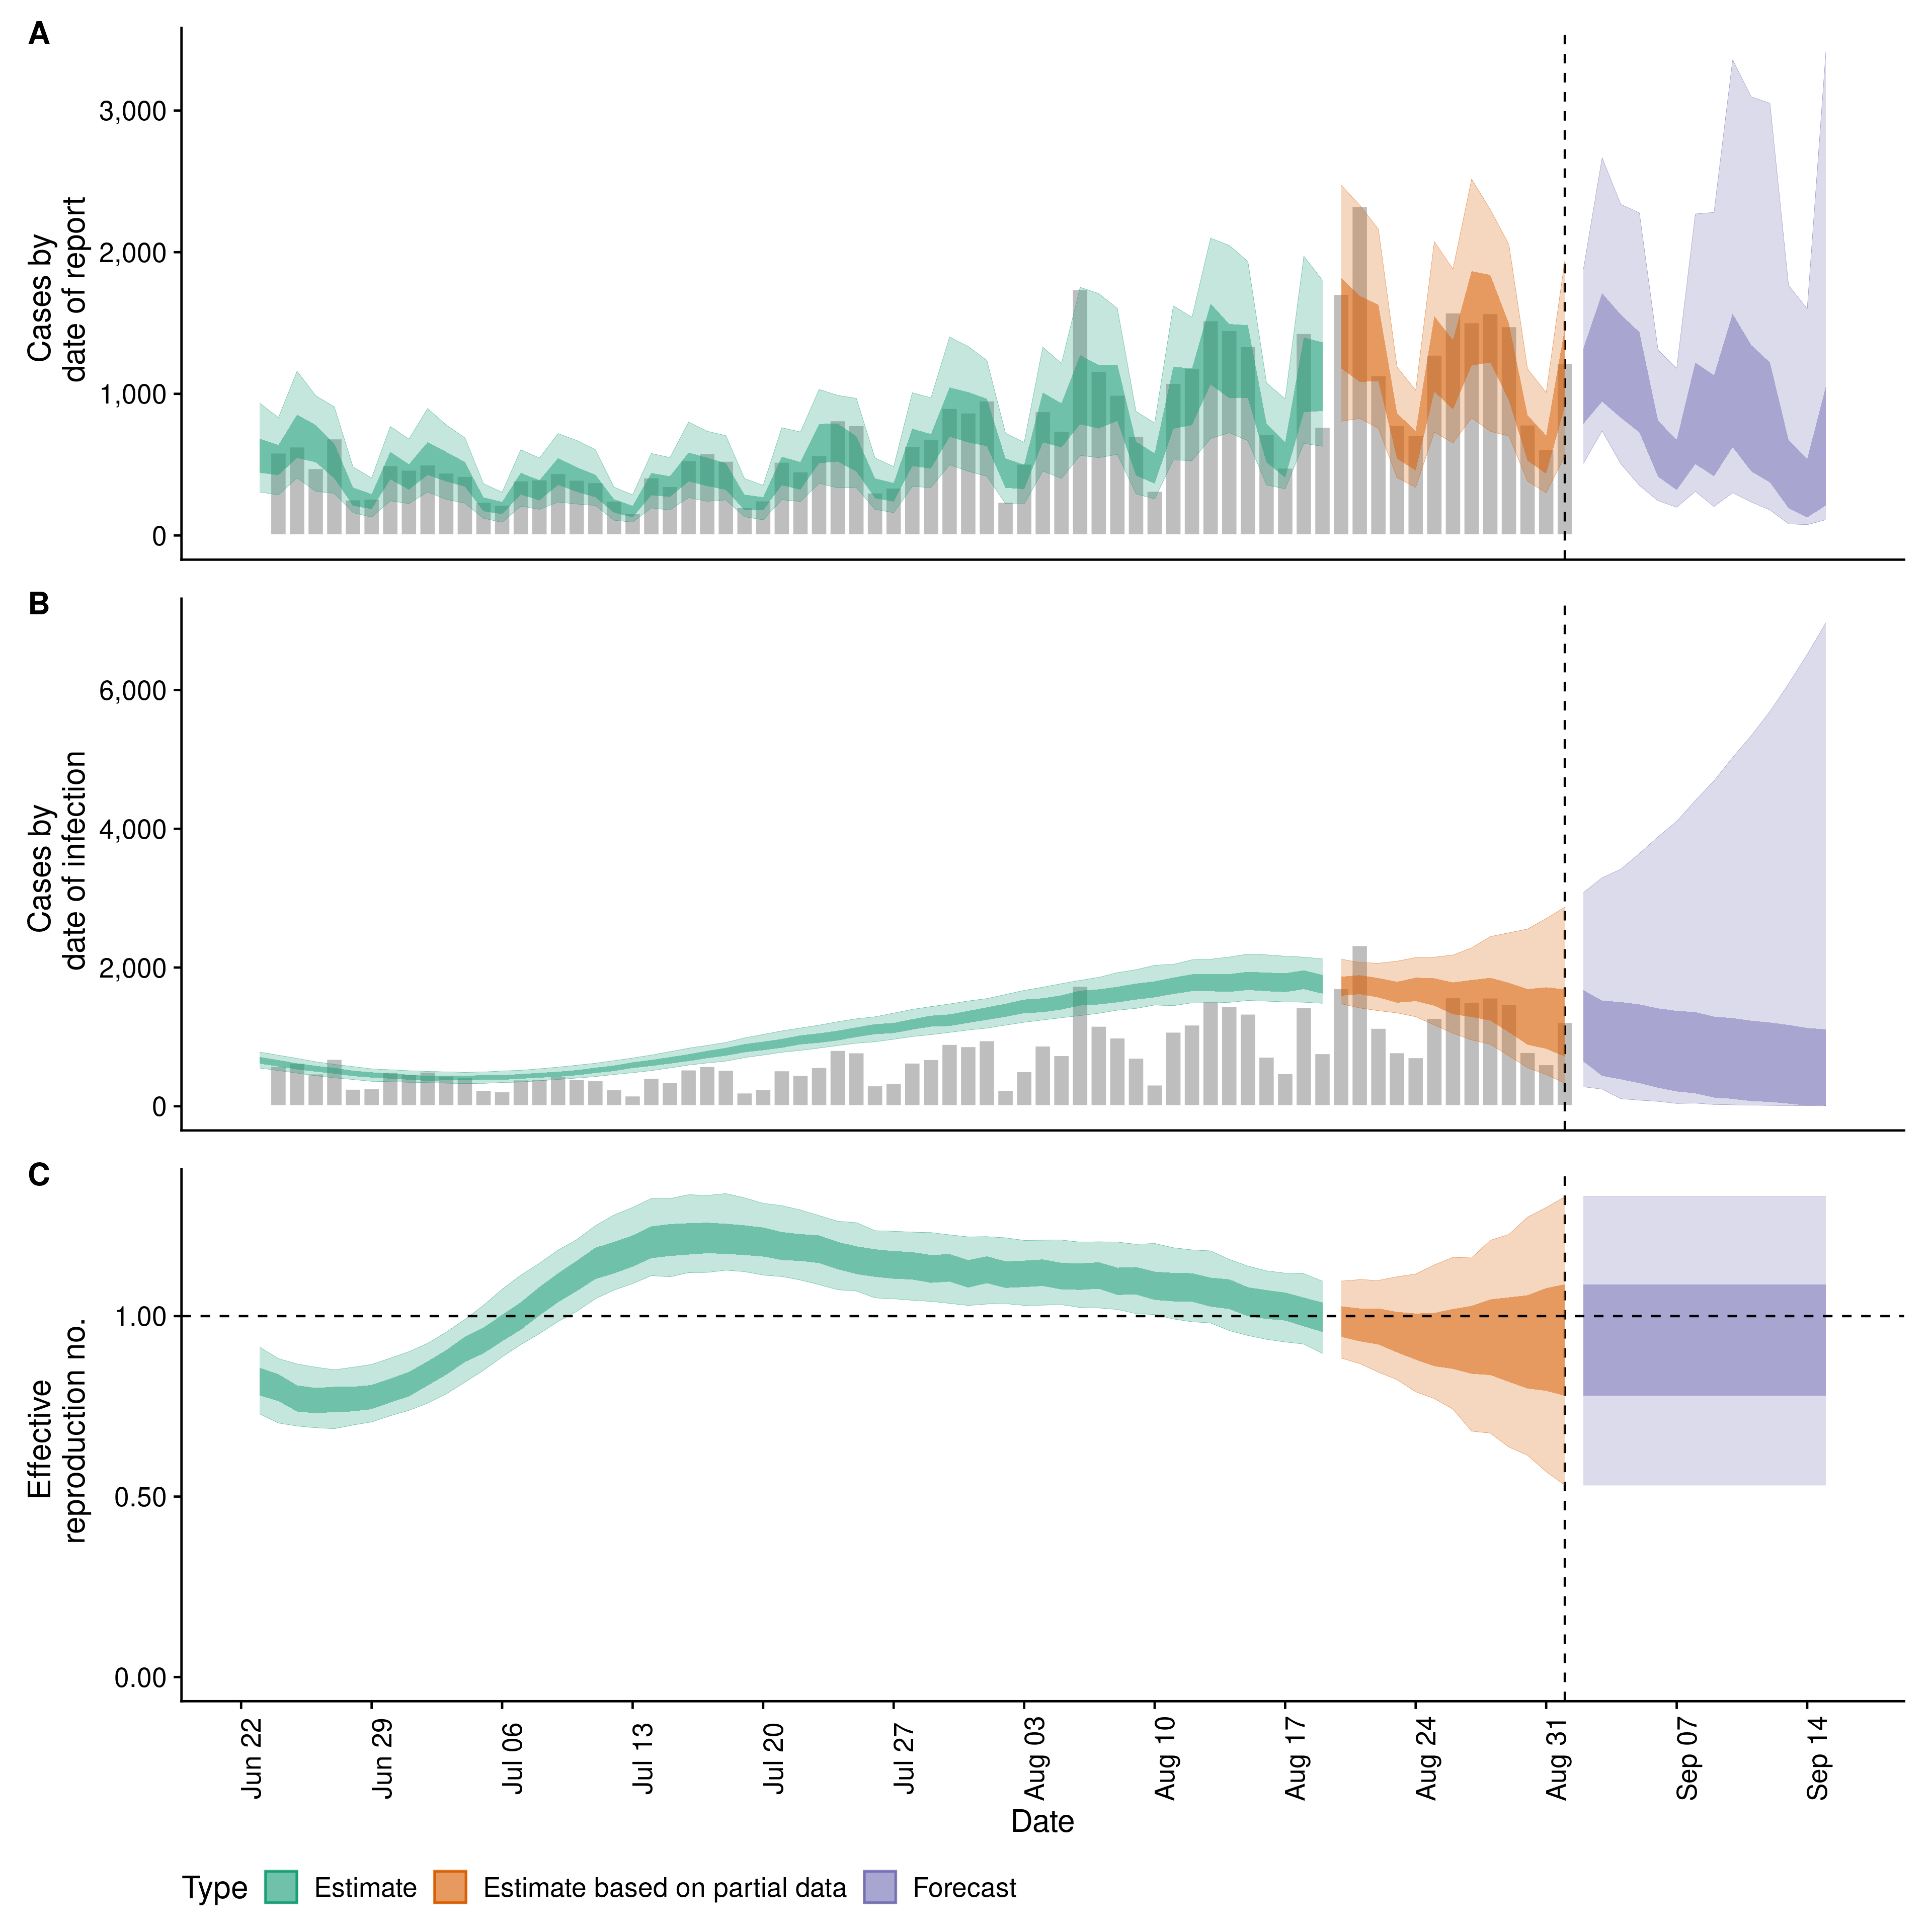 A
Cases by
date of report
3,000
2,000
1,000
0
B
Cases by
date of infection
6,000
4,000
2,000
0
C
Effective
reproduction no.
1.00
0.50
0.00
Jun 22
Jun 29
Jul 06
Jul 13
Jul 20
Jul 27
Aug 03
Aug 10
Aug 17
Aug 24
Aug 31
Sep 07
Sep 14
Date
Type Estimate Estimate based on partial data Forecast